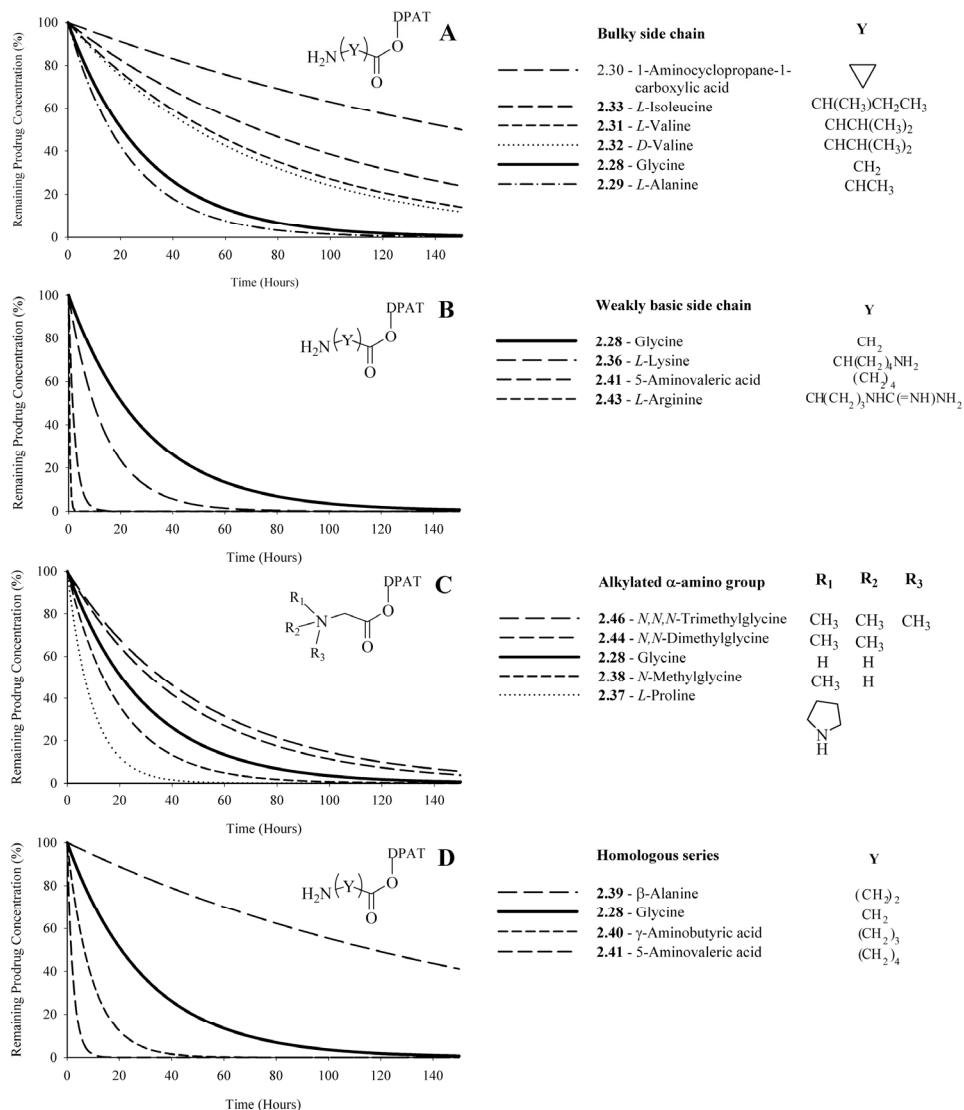 Remaining Prodrug Concentration (%)
100
80
60
40
20
0
0 20 40 60 80 100 120 140
Time (Hours)
A
DPAT
O
H2N(Y)
O
Bulky side chain Y
2.30 - 1-Aminocyclopropane-1-
carboxylic acid
2.33 - L-Isoleucine CH(CH3)CH2CH3
2.31 - L-Valine CHCH(CH3)2
2.32 - D-Valine CHCH(CH3)2
2.28 - Glycine CH2
2.29 - L-Alanine CHCH3
Remaining Prodrug Concentration (%)
100
80
60
40
20
0
0 20 40 60 80 100 120 140
Time (Hours)
B
DPAT
O
H2N(Y)
O
Weakly basic side chain Y
2.28 - Glycine CH2
2.36 - L-Lysine CH(CH2)4NH2
2.41 - 5-Aminovaleric acid (CH2)4
2.43 - L-Arginine CH(CH2)3NHC(=NH)NH2
Remaining Prodrug Concentration (%)
100
80
60
40
20
0
0 20 40 60 80 100 120 140
Time (Hours)
C
DPAT
R1 O
N
R2
R3 O
Alkylated α-amino group R1 R2 R3
2.46 - N,N,N-Trimethylglycine CH3 CH3 CH3
2.44 - N,N-Dimethylglycine CH3 CH3
2.28 - Glycine H H
2.38 - N-Methylglycine CH3 H
2.37 - L-Proline
N
H
Remaining Prodrug Concentration (%)
100
80
60
40
20
0
0 20 40 60 80 100 120 140
Time (Hours)
D
DPAT
O
H2N(Y)
O
Homologous series Y
2.39 - β-Alanine (CH2)2
2.28 - Glycine CH2
2.40 - γ-Aminobutyric acid (CH2)3
2.41 - 5-Aminovaleric acid (CH2)4